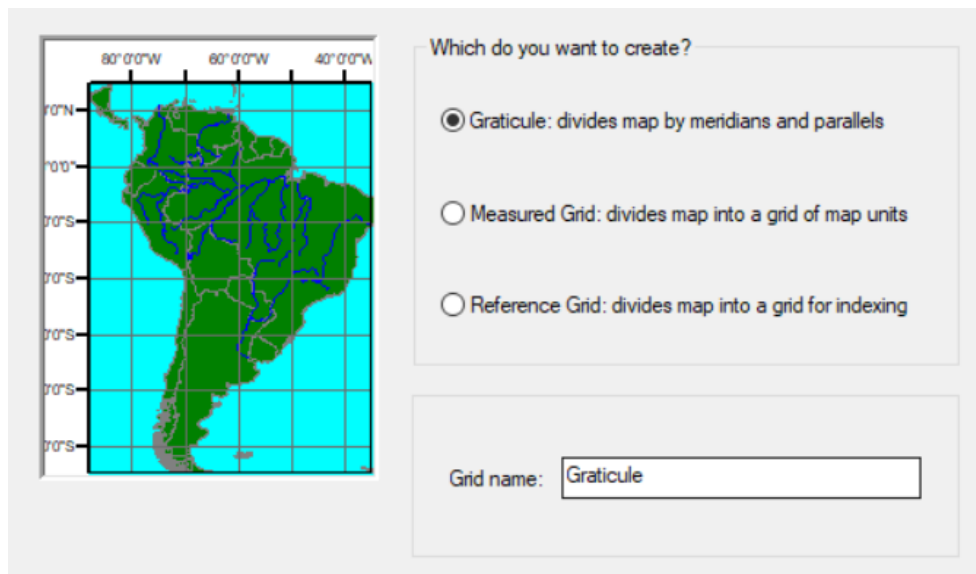 80°0'0"W 60°0'0"W 40°0'0"W
Which do you want to create?
Graticule: divides map by meridians and parallels
Measured Grid: divides map into a grid of map units
Reference Grid: divides map into a grid for indexing
Grid name: Graticule